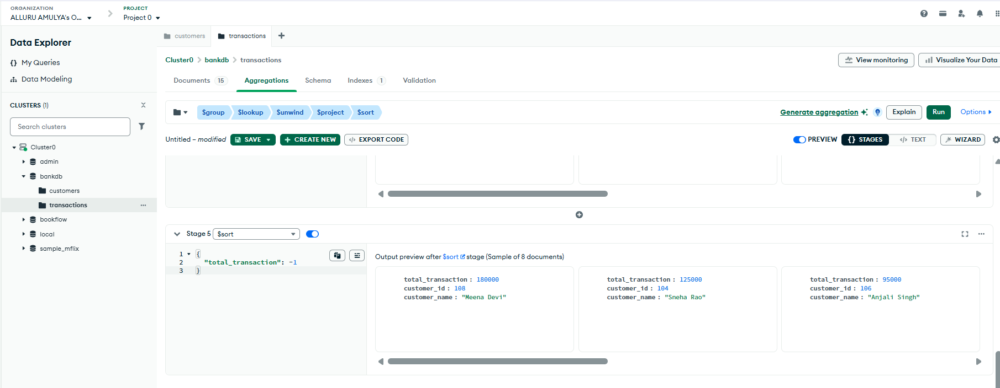 ORGANIZATION
ALLURU AMULYA's O...
PROJECT
Project 0
Data Explorer
My Queries
Data Modeling
CLUSTERS (1)
Search clusters
Cluster0
admin
bankdb
customers
transactions
bookflow
local
sample_mflix
customers
transactions
Cluster0 > bankdb > transactions
View monitoring
Visualize Your Data
Documents 15
Aggregations
Schema
Indexes 1
Validation
$group
$lookup
$unwind
$project
$sort
Generate aggregation
Explain
Run
Options
Untitled – modified
SAVE
CREATE NEW
EXPORT CODE
PREVIEW
{} STAGES
</> TEXT
WIZARD
Stage 5 $sort
1 {
2 "total_transaction": -1
3 }
Output preview after $sort stage (Sample of 8 documents)
total_transaction : 180000
customer_id : 108
customer_name : "Meena Devi"
total_transaction : 125000
customer_id : 104
customer_name : "Sneha Rao"
total_transaction : 95000
customer_id : 106
customer_name : "Anjali Singh"